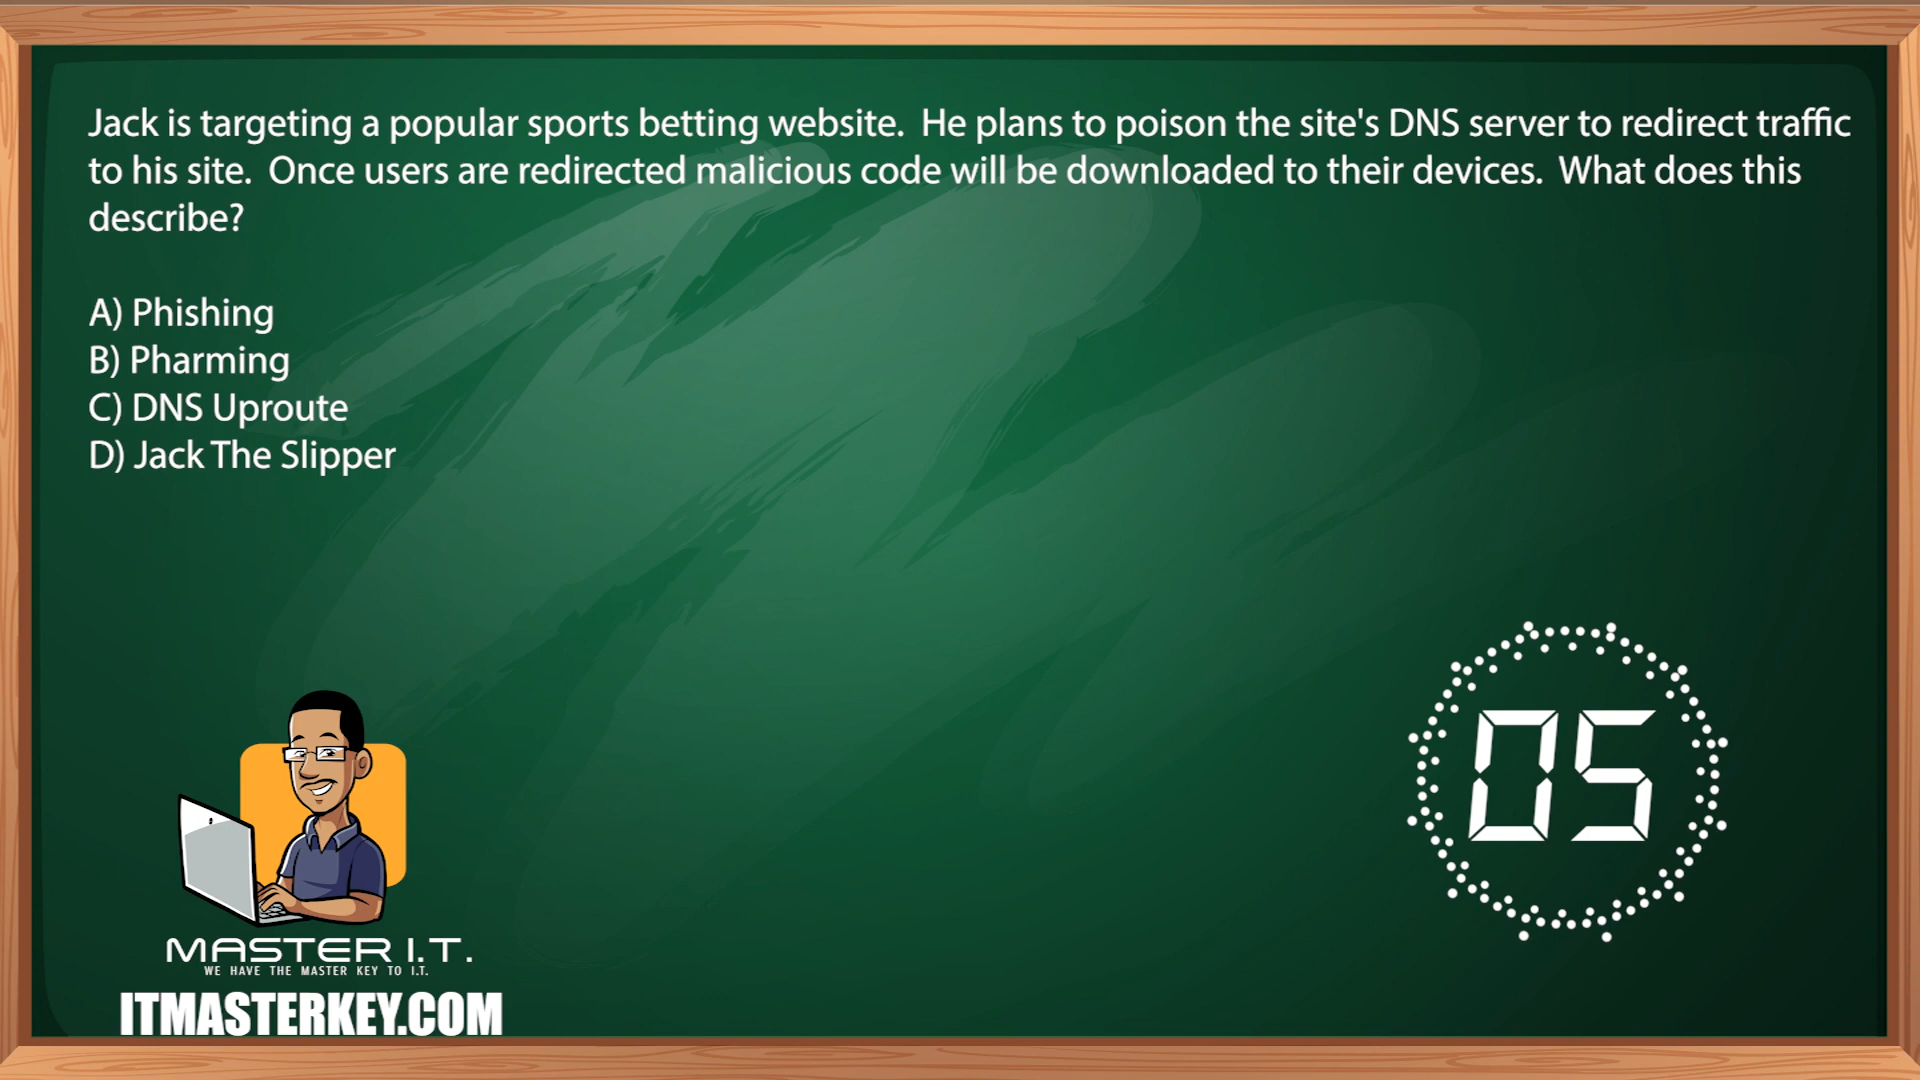 Jack is targeting a popular sports betting website.  He plans to poison the site's DNS server to redirect traffic
to his site.  Once users are redirected malicious code will be downloaded to their devices.  What does this
describe?
A) Phishing
B) Pharming
C) DNS Uproute
D) Jack The Slipper
05
MASTER I.T.
WE HAVE THE MASTER KEY TO I.T.
ITMASTERKEY.COM